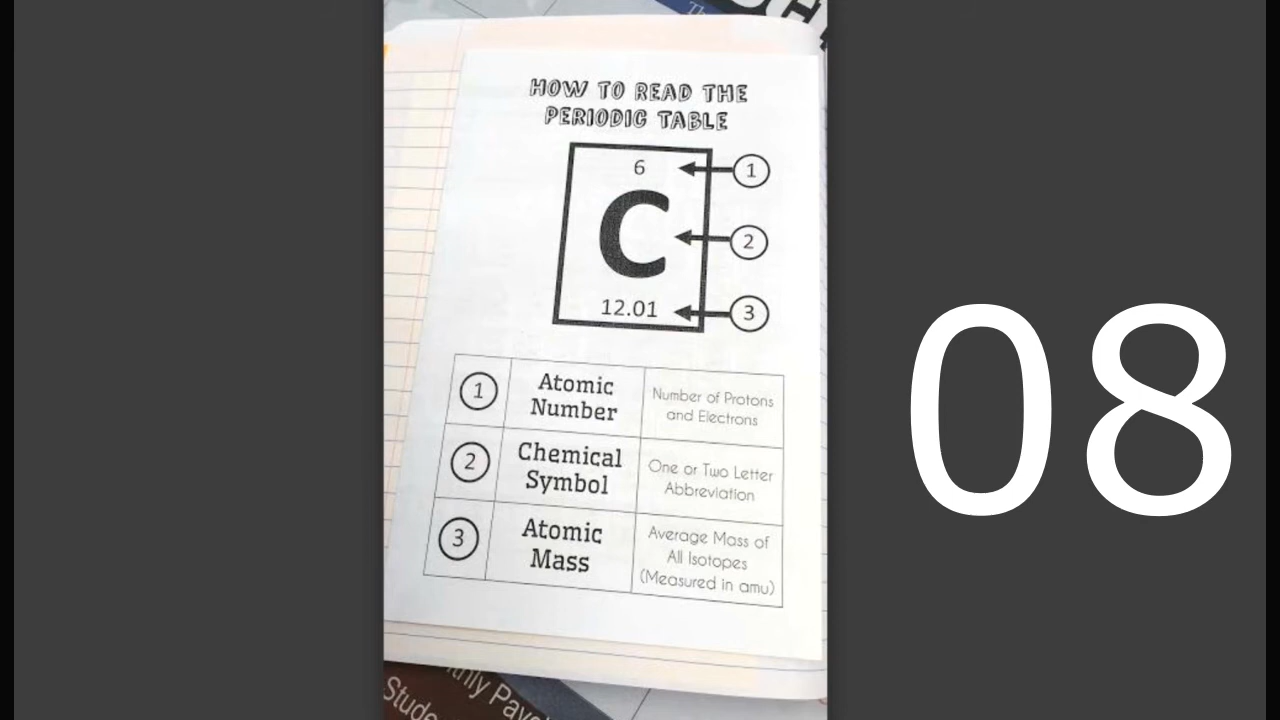 Th
HOW TO READ THE
PERIODIC TABLE
6
1
C
2
12.01
3
1
Atomic
Number
Number of Protons
and Electrons
2
Chemical
Symbol
One or Two Letter
Abbreviation
3
Atomic
Mass
Average Mass of
All Isotopes
(Measured in amu)
08